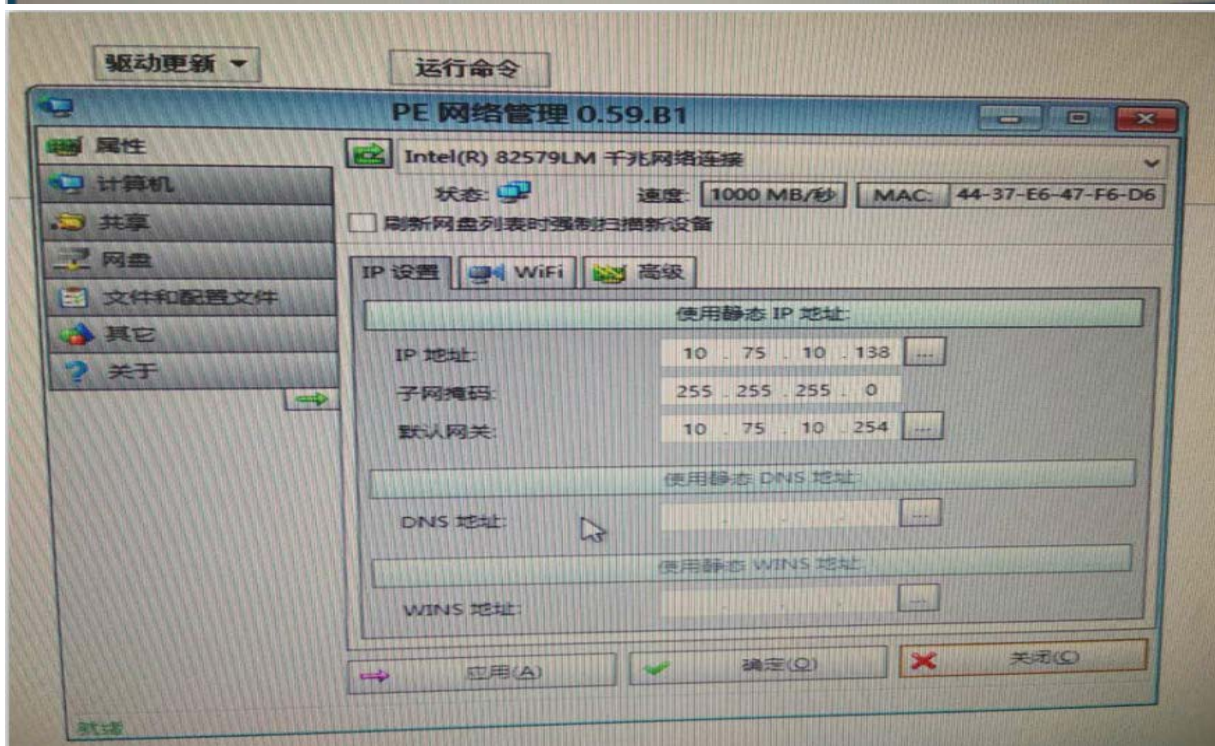 驱动更新
运行命令
PE 网络管理 0.59.B1
属性
计算机
共享
网盘
文件和配置文件
其它
关于
Intel(R) 82579LM 千兆网络连接
状态: 速度: 1000 MB/秒 MAC: 44-37-E6-47-F6-D6
刷新网盘列表时强制扫描新设备
IP 设置 WiFi 高级
使用静态 IP 地址:
IP 地址: 10 . 75 . 10 . 138 ...
子网掩码: 255 . 255 . 255 . 0
默认网关: 10 . 75 . 10 . 254 ...
使用静态 DNS 地址:
DNS 地址: . . . ...
使用静态 WINS 地址:
WINS 地址: . . . ...
应用(A) 确定(O) 关闭(C)
就绪